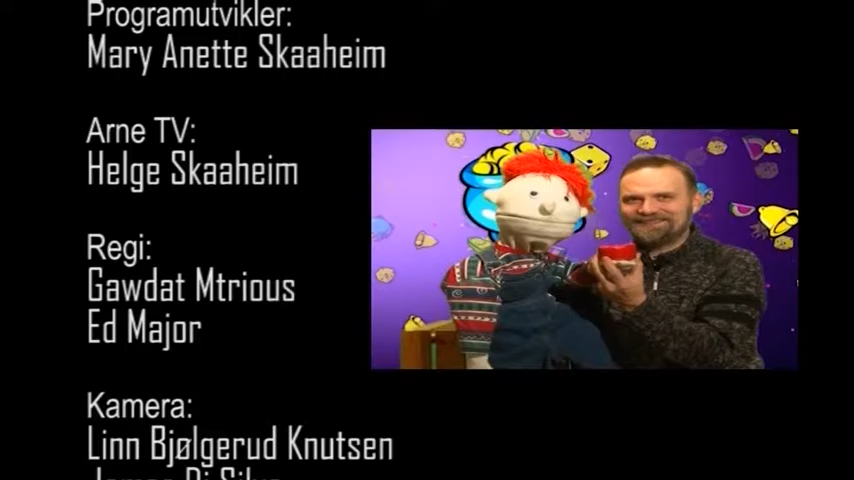 Programutvikler:
Mary Anette Skaaheim
Arne TV:
Helge Skaaheim
Regi:
Gawdat Mtrious
Ed Major
Kamera:
Linn Bjølgerud Knutsen